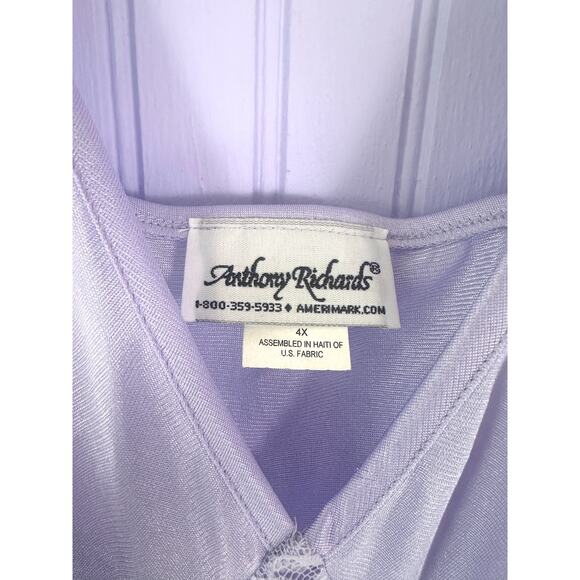 Anthony Richards®
1-800-359-5933 ♦ AMERIMARK.COM
4X
ASSEMBLED IN HAITI OF
U.S. FABRIC